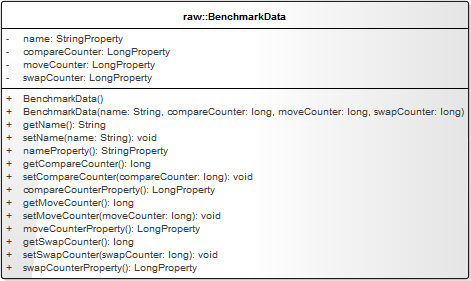 raw::BenchmarkData
- name: StringProperty
- compareCounter: LongProperty
- moveCounter: LongProperty
- swapCounter: LongProperty
+ BenchmarkData()
+ BenchmarkData(name: String, compareCounter: long, moveCounter: long, swapCounter: long)
+ getName(): String
+ setName(name: String): void
+ nameProperty(): StringProperty
+ getCompareCounter(): long
+ setCompareCounter(compareCounter: long): void
+ compareCounterProperty(): LongProperty
+ getMoveCounter(): long
+ setMoveCounter(moveCounter: long): void
+ moveCounterProperty(): LongProperty
+ getSwapCounter(): long
+ setSwapCounter(swapCounter: long): void
+ swapCounterProperty(): LongProperty